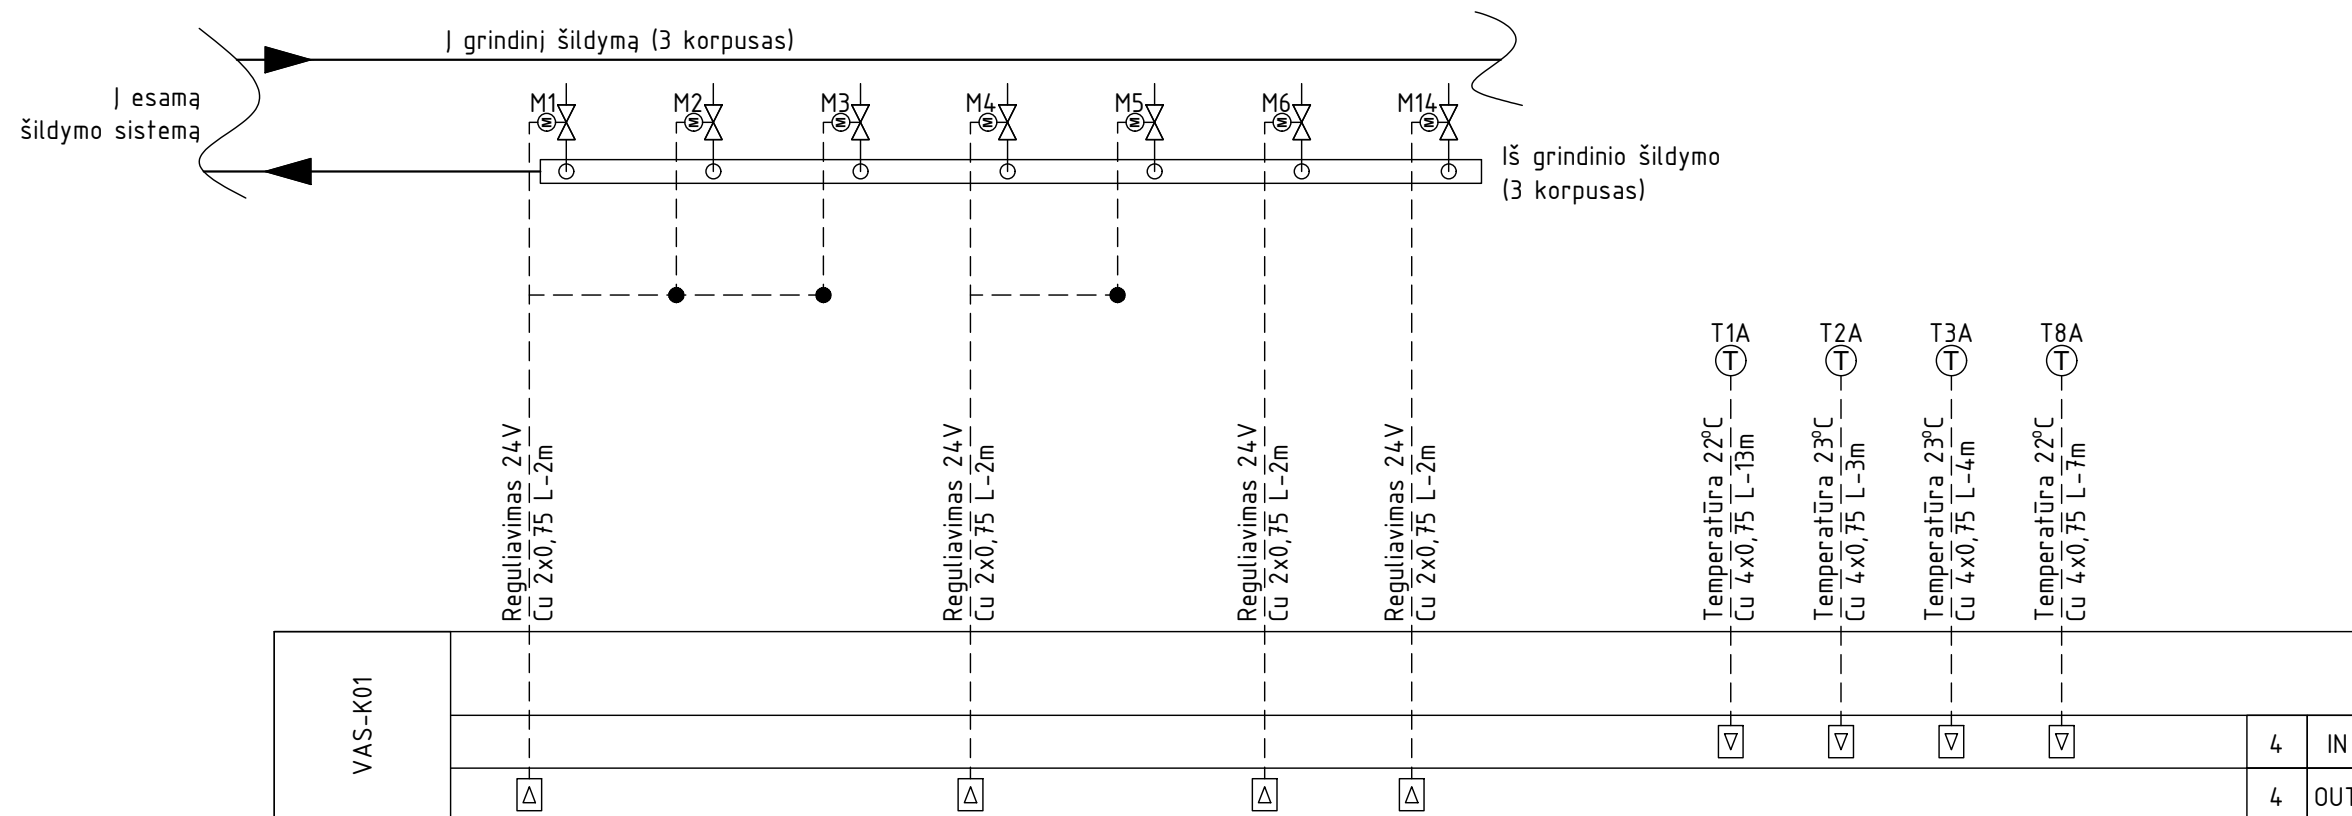 Į grindinį šildymą (3 korpusas)
Į esamą
šildymo sistemą
M1
M2
M3
M4
M5
M6
M14
M
M
M
M
M
M
M
Iš grindinio šildymo
(3 korpusas)
T1A
T2A
T3A
T8A
T
T
T
T
Reguliavimas 24V
Cu 2x0,75 L-2m
Reguliavimas 24V
Cu 2x0,75 L-2m
Reguliavimas 24V
Cu 2x0,75 L-2m
Reguliavimas 24V
Cu 2x0,75 L-2m
Temperatūra 22°C
Cu 4x0,75 L-13m
Temperatūra 23°C
Cu 4x0,75 L-3m
Temperatūra 23°C
Cu 4x0,75 L-4m
Temperatūra 22°C
Cu 4x0,75 L-7m
VAS-K01
4 IN
4 OUT